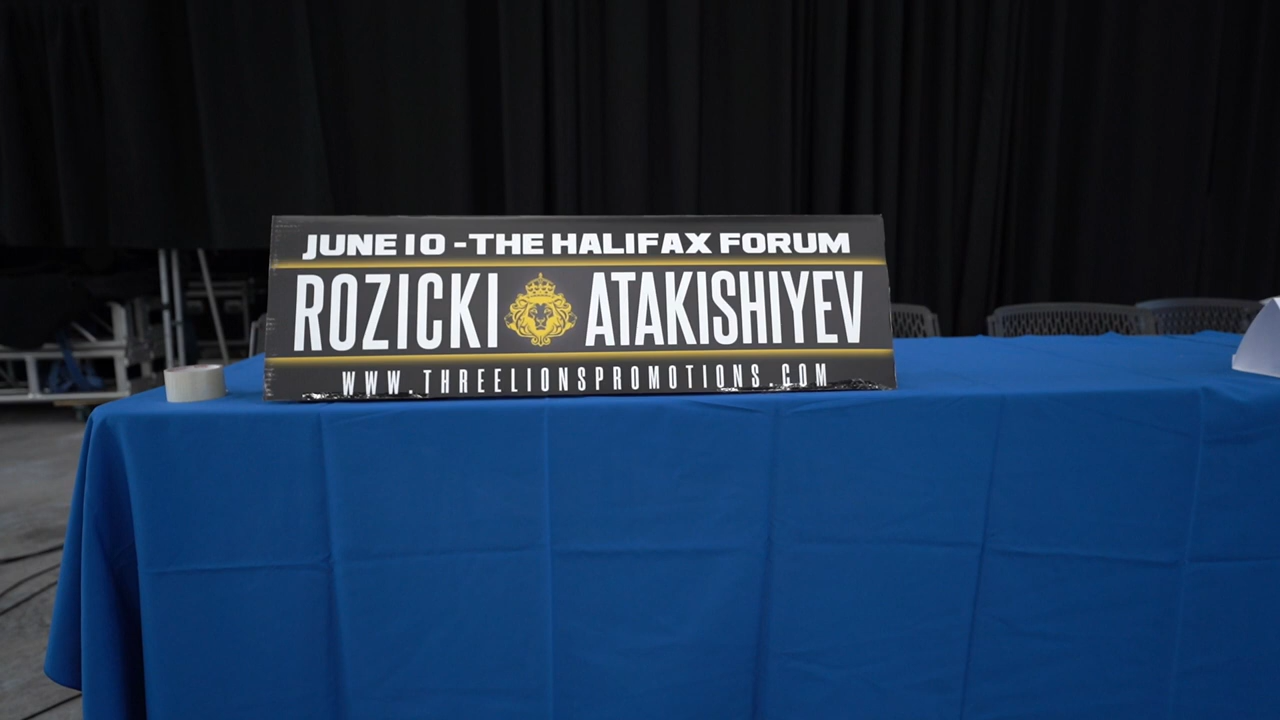 JUNE 10 - THE HALIFAX FORUM
ROZICKI ATAKISHIYEV
WWW.THREELIONSPROMOTIONS.COM